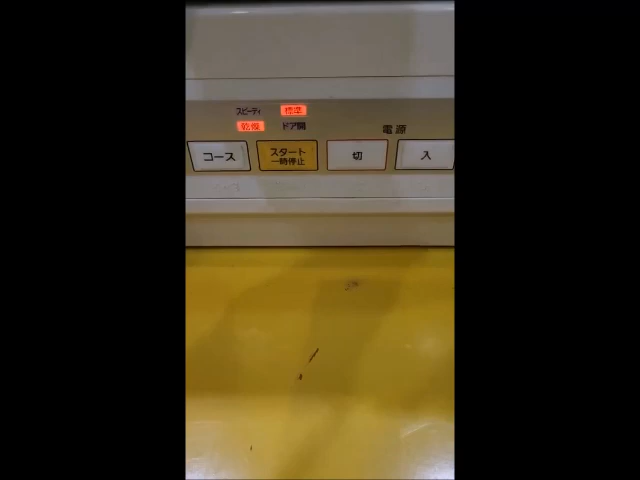 スピーディ 標準
乾燥 ドア開
電源
コース スタート 一時停止 切 入